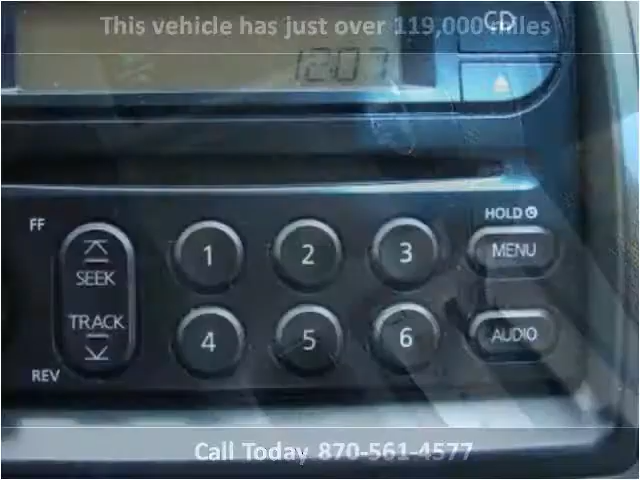 This vehicle has just over 119,000 miles
CD
12:07
FF
HOLD
1 2 3 MENU
SEEK
TRACK
4 5 6 AUDIO
REV
Call Today 870-561-4577